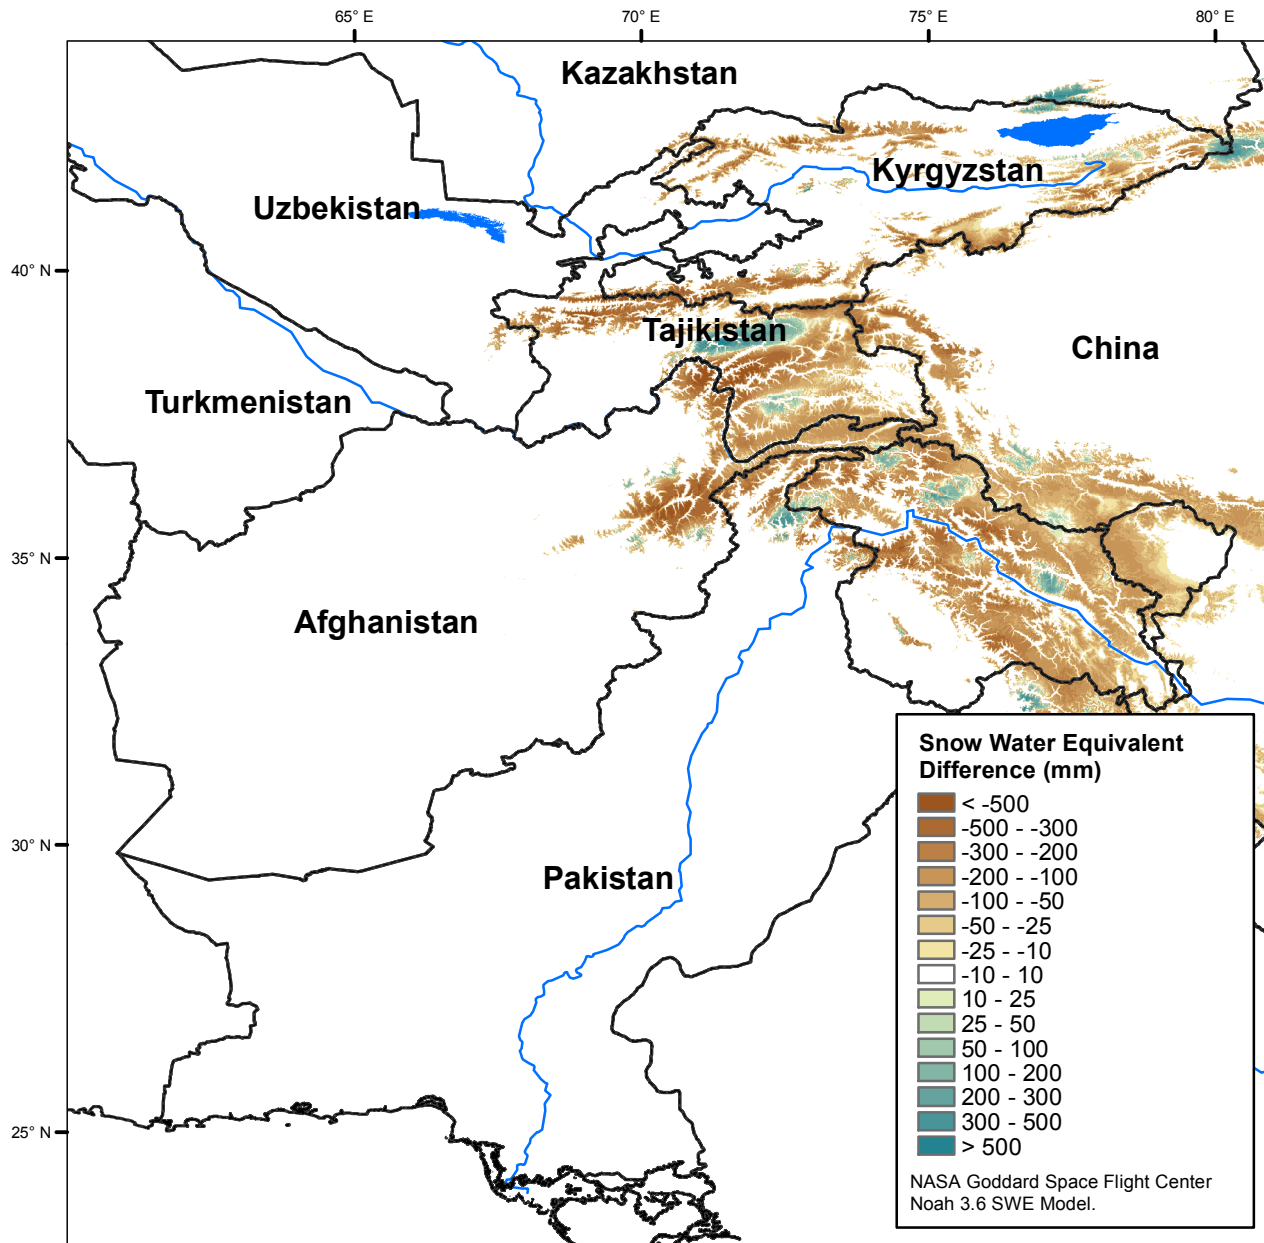 65° E
70° E
75° E
80° E
Kazakhstan
Kyrgyzstan
Uzbekistan
40° N
Tajikistan
China
Turkmenistan
35° N
Afghanistan
Snow Water Equivalent
Difference (mm)
< -500
-500 - -300
-300 - -200
-200 - -100
-100 - -50
-50 - -25
-25 - -10
-10 - 10
10 - 25
25 - 50
50 - 100
100 - 200
200 - 300
300 - 500
> 500
30° N
Pakistan
25° N
NASA Goddard Space Flight Center
Noah 3.6 SWE Model.